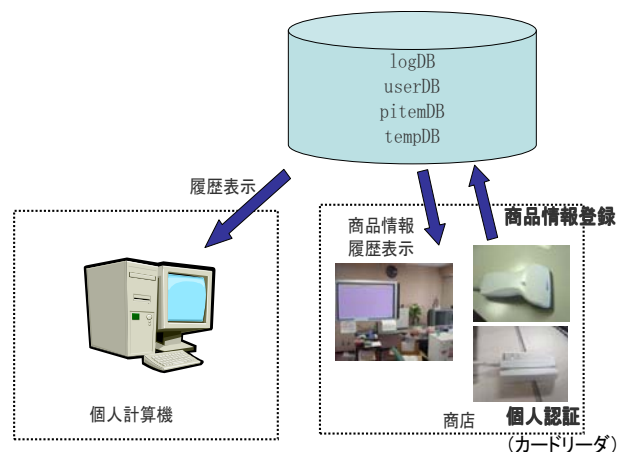 logDB
userDB
pitemDB
tempDB
履歴表示
商品情報登録
商品情報
履歴表示
個人計算機
商店
個人認証
(カードリーダ)